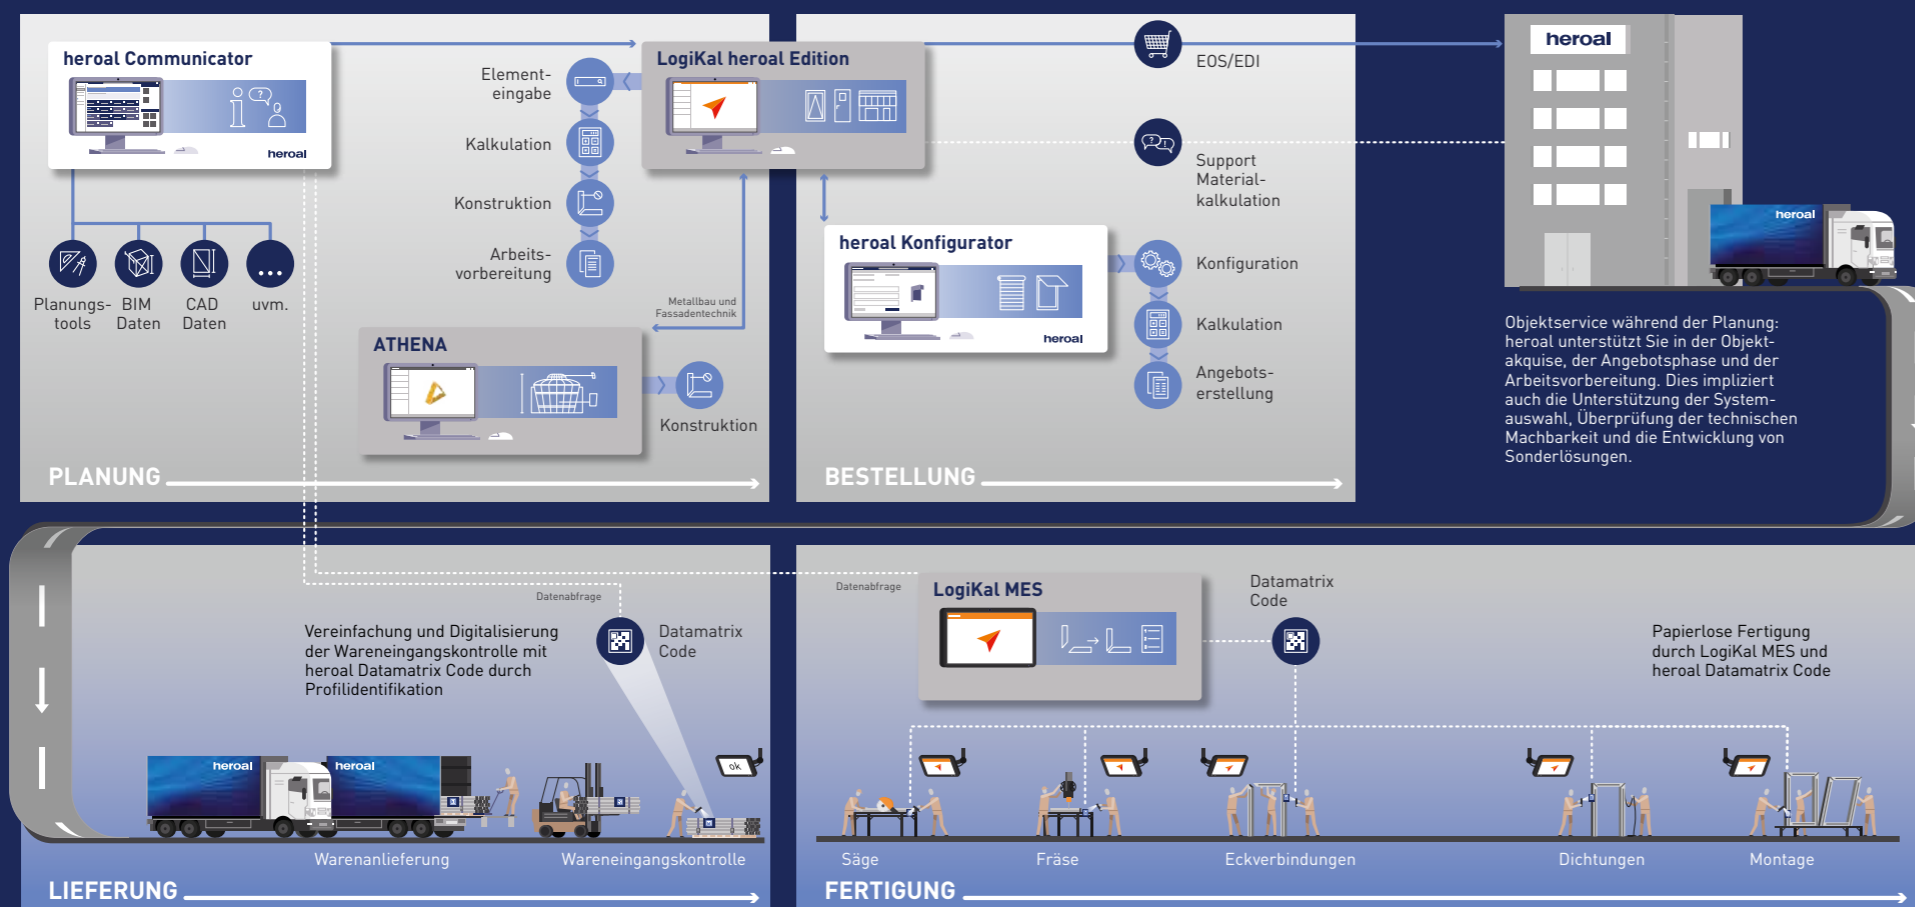 heroal Communicator
heroal
Planungs-
tools
BIM
Daten
CAD
Daten
uvm.
Element-
eingabe
Kalkulation
Konstruktion
Arbeits-
vorbereitung
LogiKal heroal Edition
Metallbau und
Fassadentechnik
ATHENA
Konstruktion
PLANUNG
EOS/EDI
Support
Material-
kalkulation
heroal Konfigurator
heroal
Konfiguration
Kalkulation
Angebots-
erstellung
BESTELLUNG
heroal
heroal
Objektservice während der Planung:
heroal unterstützt Sie in der Objekt-
akquise, der Angebotsphase und der
Arbeitsvorbereitung. Dies impliziert
auch die Unterstützung der System-
auswahl, Überprüfung der technischen
Machbarkeit und die Entwicklung von
Sonderlösungen.
Datenabfrage
Vereinfachung und Digitalisierung
der Wareneingangskontrolle mit
heroal Datamatrix Code durch
Profilidentifikation
Datamatrix
Code
heroal
heroal
ok
Warenanlieferung
Wareneingangskontrolle
LIEFERUNG
Datenabfrage
LogiKal MES
Datamatrix
Code
Papierlose Fertigung
durch LogiKal MES und
heroal Datamatrix Code
Säge
Fräse
Eckverbindungen
Dichtungen
Montage
FERTIGUNG